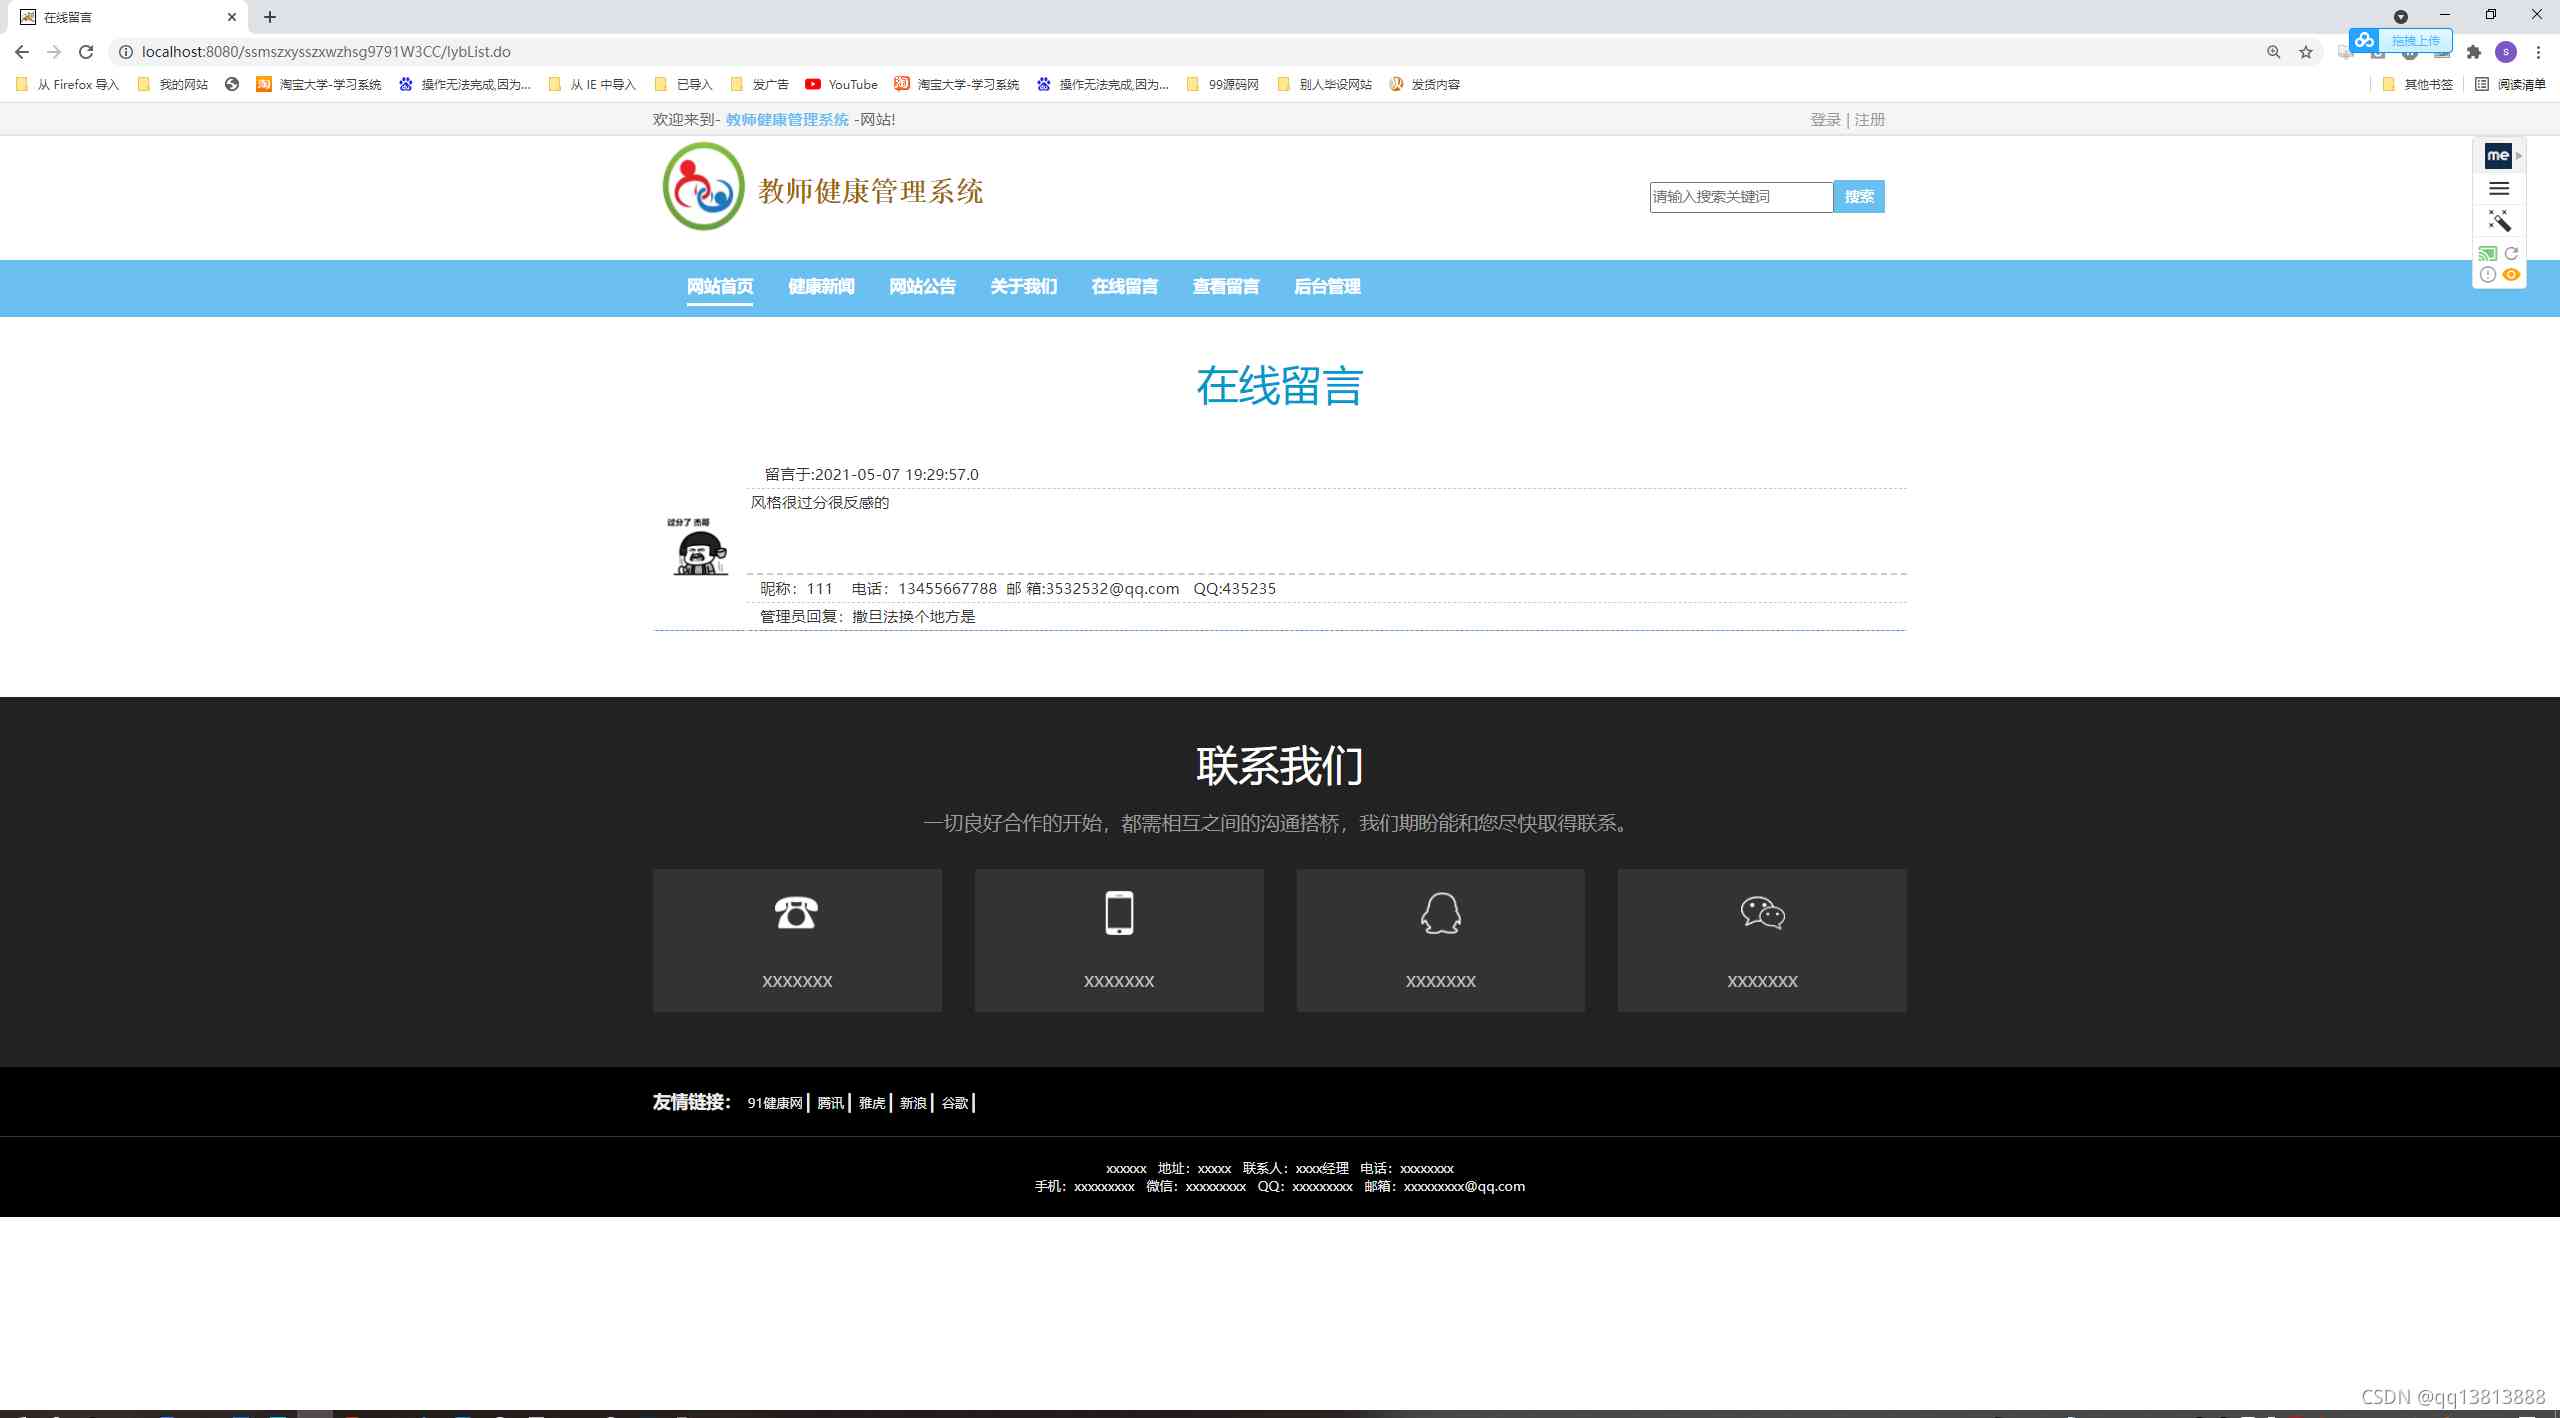 在线留言
localhost:8080/ssmszxysszxwzhsg9791W3CC/lybList.do
拖拽上传
S
从 Firefox 导入 我的网站 淘宝大学-学习系统 操作无法完成,因为... 从 IE 中导入 已导入 发广告 YouTube 淘宝大学-学习系统 操作无法完成,因为... 99源码网 别人毕设网站 发货内容 其他书签 阅读清单
欢迎来到- 教师健康管理系统 -网站! 登录 | 注册
me
教师健康管理系统
请输入搜索关键词 搜索
网站首页 健康新闻 网站公告 关于我们 在线留言 查看留言 后台管理
在线留言
留言于:2021-05-07 19:29:57.0
风格很过分很反感的
过分了 杰哥
昵称：111 电话：13455667788 邮 箱:3532532@qq.com QQ:435235
管理员回复：撒旦法换个地方是
联系我们
一切良好合作的开始，都需相互之间的沟通搭桥，我们期盼能和您尽快取得联系。
XXXXXXX XXXXXXX XXXXXXX XXXXXXX
友情链接： 91健康网 | 腾讯 | 雅虎 | 新浪 | 谷歌 |
xxxxxx 地址：xxxxx 联系人：xxxx经理 电话：xxxxxxxx
手机：xxxxxxxxx 微信：xxxxxxxxx QQ：xxxxxxxxx 邮箱：xxxxxxxxx@qq.com
CSDN @qq13813888